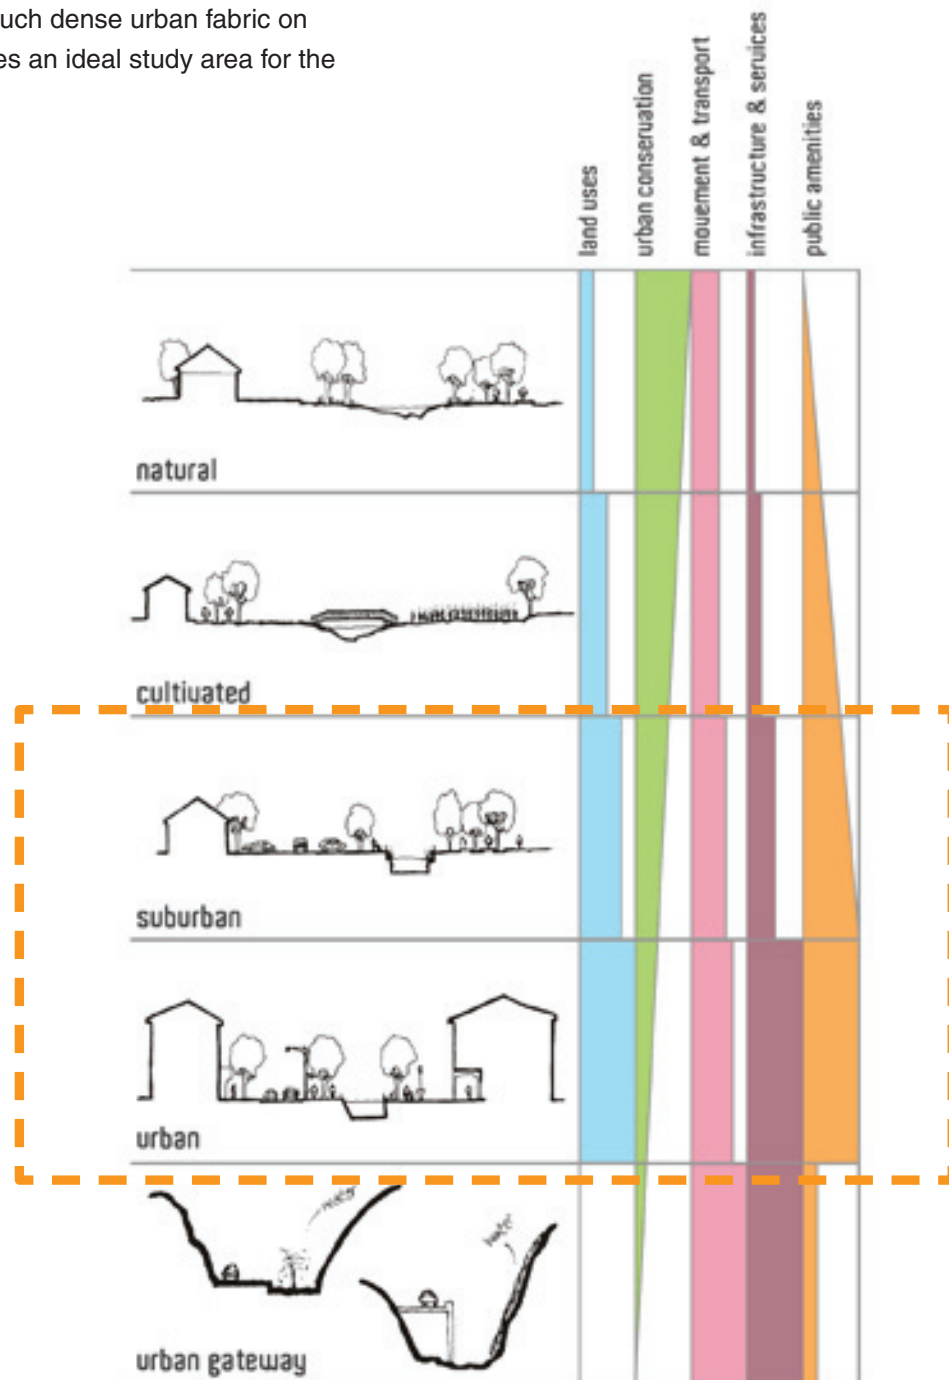 uch dense urban fabric on
es an ideal study area for the
land uses
urban conservation
movement & transport
infrastructure & services
public amenities
natural
cultivated
suburban
urban
urban gateway